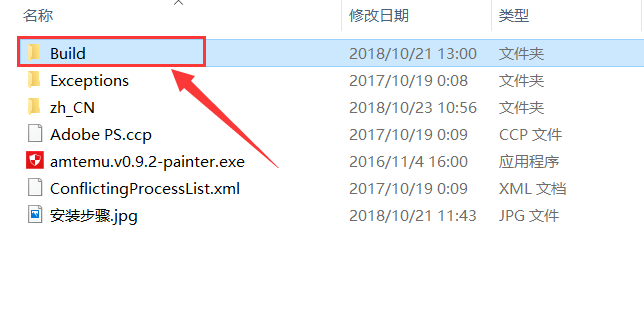 名称 修改日期 类型
Build 2018/10/21 13:00 文件夹
Exceptions 2017/10/19 0:08 文件夹
zh_CN 2018/10/23 10:56 文件夹
Adobe PS.ccp 2017/10/19 0:09 CCP 文件
amtemu.v0.9.2-painter.exe 2016/11/4 16:00 应用程序
ConflictingProcessList.xml 2017/10/19 0:09 XML 文档
安装步骤.jpg 2018/10/21 11:43 JPG 文件